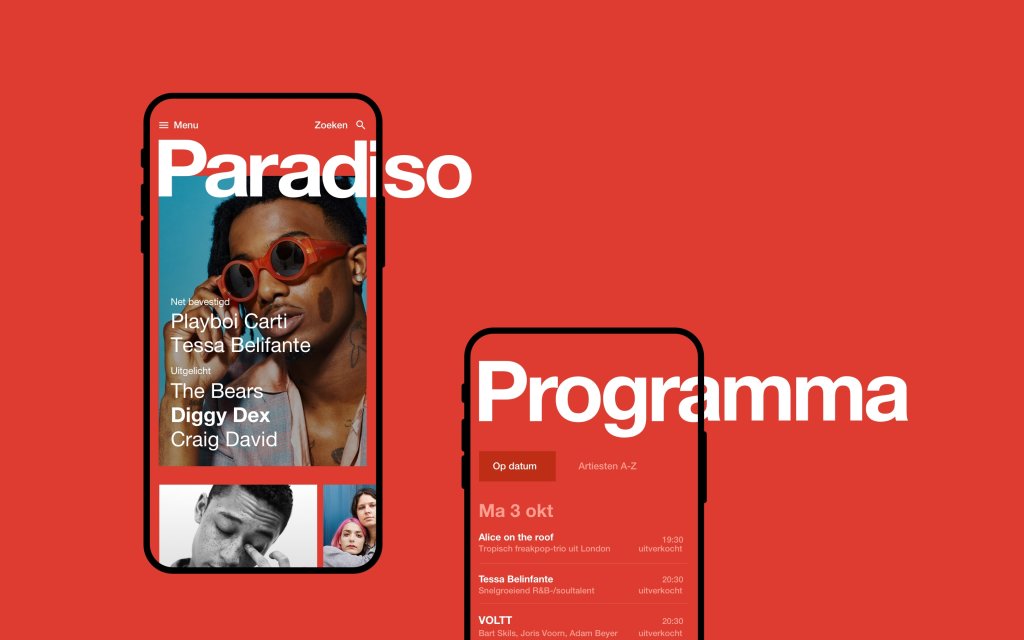 Menu
Zoeken
Paradiso
Net bevestigd
Playboi Carti
Tessa Belifante
Uitgelicht
The Bears
Diggy Dex
Craig David
Programma
Op datum
Artiesten A-Z
Ma 3 okt
Alice on the roof
19:30
Tropisch freakpop-trio uit London
uitverkocht
Tessa Belinfante
20:30
Snelgroeiend R&B-/soultalent
uitverkocht
VOLTT
20:30
Bart Skils, Joris Voorn, Adam Beyer
uitverkocht